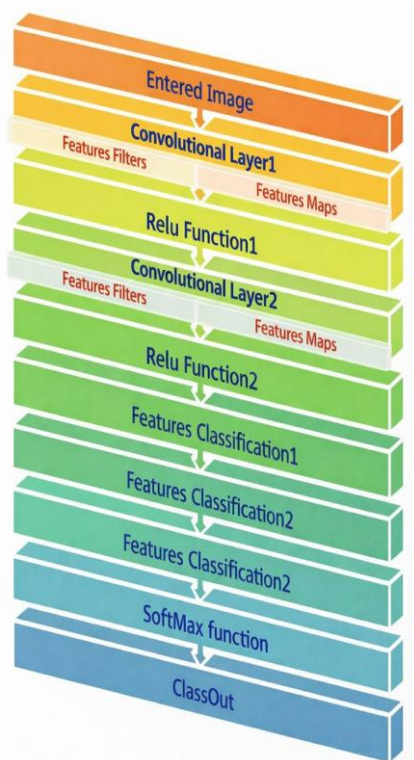 Entered Image
Convolutional Layer1
Features Filters
Features Maps
Relu Function1
Convolutional Layer2
Features Filters
Features Maps
Relu Function2
Features Classification1
Features Classification2
Features Classification2
SoftMax function
ClassOut